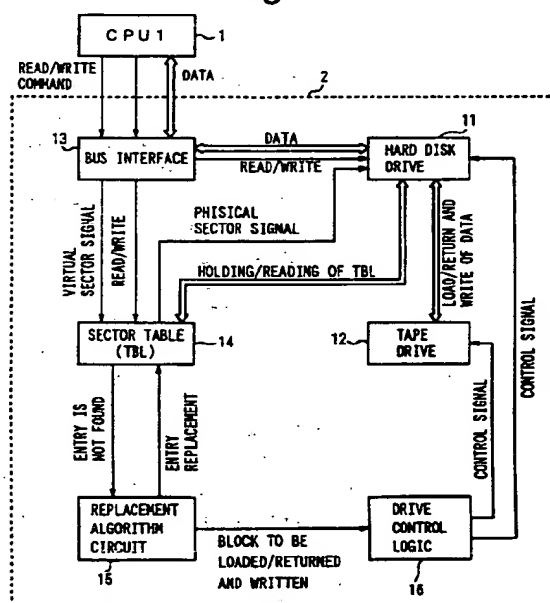 CPU1
1
READ/WRITE
COMMAND
DATA
2
13
BUS INTERFACE
DATA
READ/WRITE
11
HARD DISK
DRIVE
PHISICAL
SECTOR SIGNAL
VIRTUAL
SECTOR SIGNAL
READ/WRITE
HOLDING/READING OF TBL
LOAD/RETURN AND
WRITE OF DATA
SECTOR TABLE
(TBL)
14
12
TAPE
DRIVE
CONTROL SIGNAL
CONTROL SIGNAL
ENTRY IS
NOT FOUND
ENTRY
REPLACEMENT
REPLACEMENT
ALGORITHM
CIRCUIT
15
BLOCK TO BE
LOADED/RETURNED
AND WRITTEN
DRIVE
CONTROL
LOGIC
16